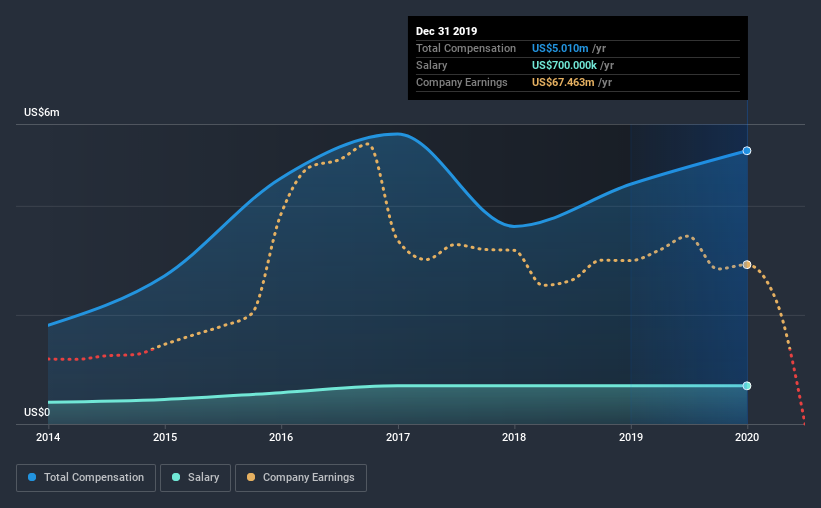 Dec 31 2019
Total Compensation US$5.010m /yr
Salary US$700.000k /yr
Company Earnings US$67.463m /yr
US$6m
US$0
2014 2015 2016 2017 2018 2019 2020
Total Compensation Salary Company Earnings